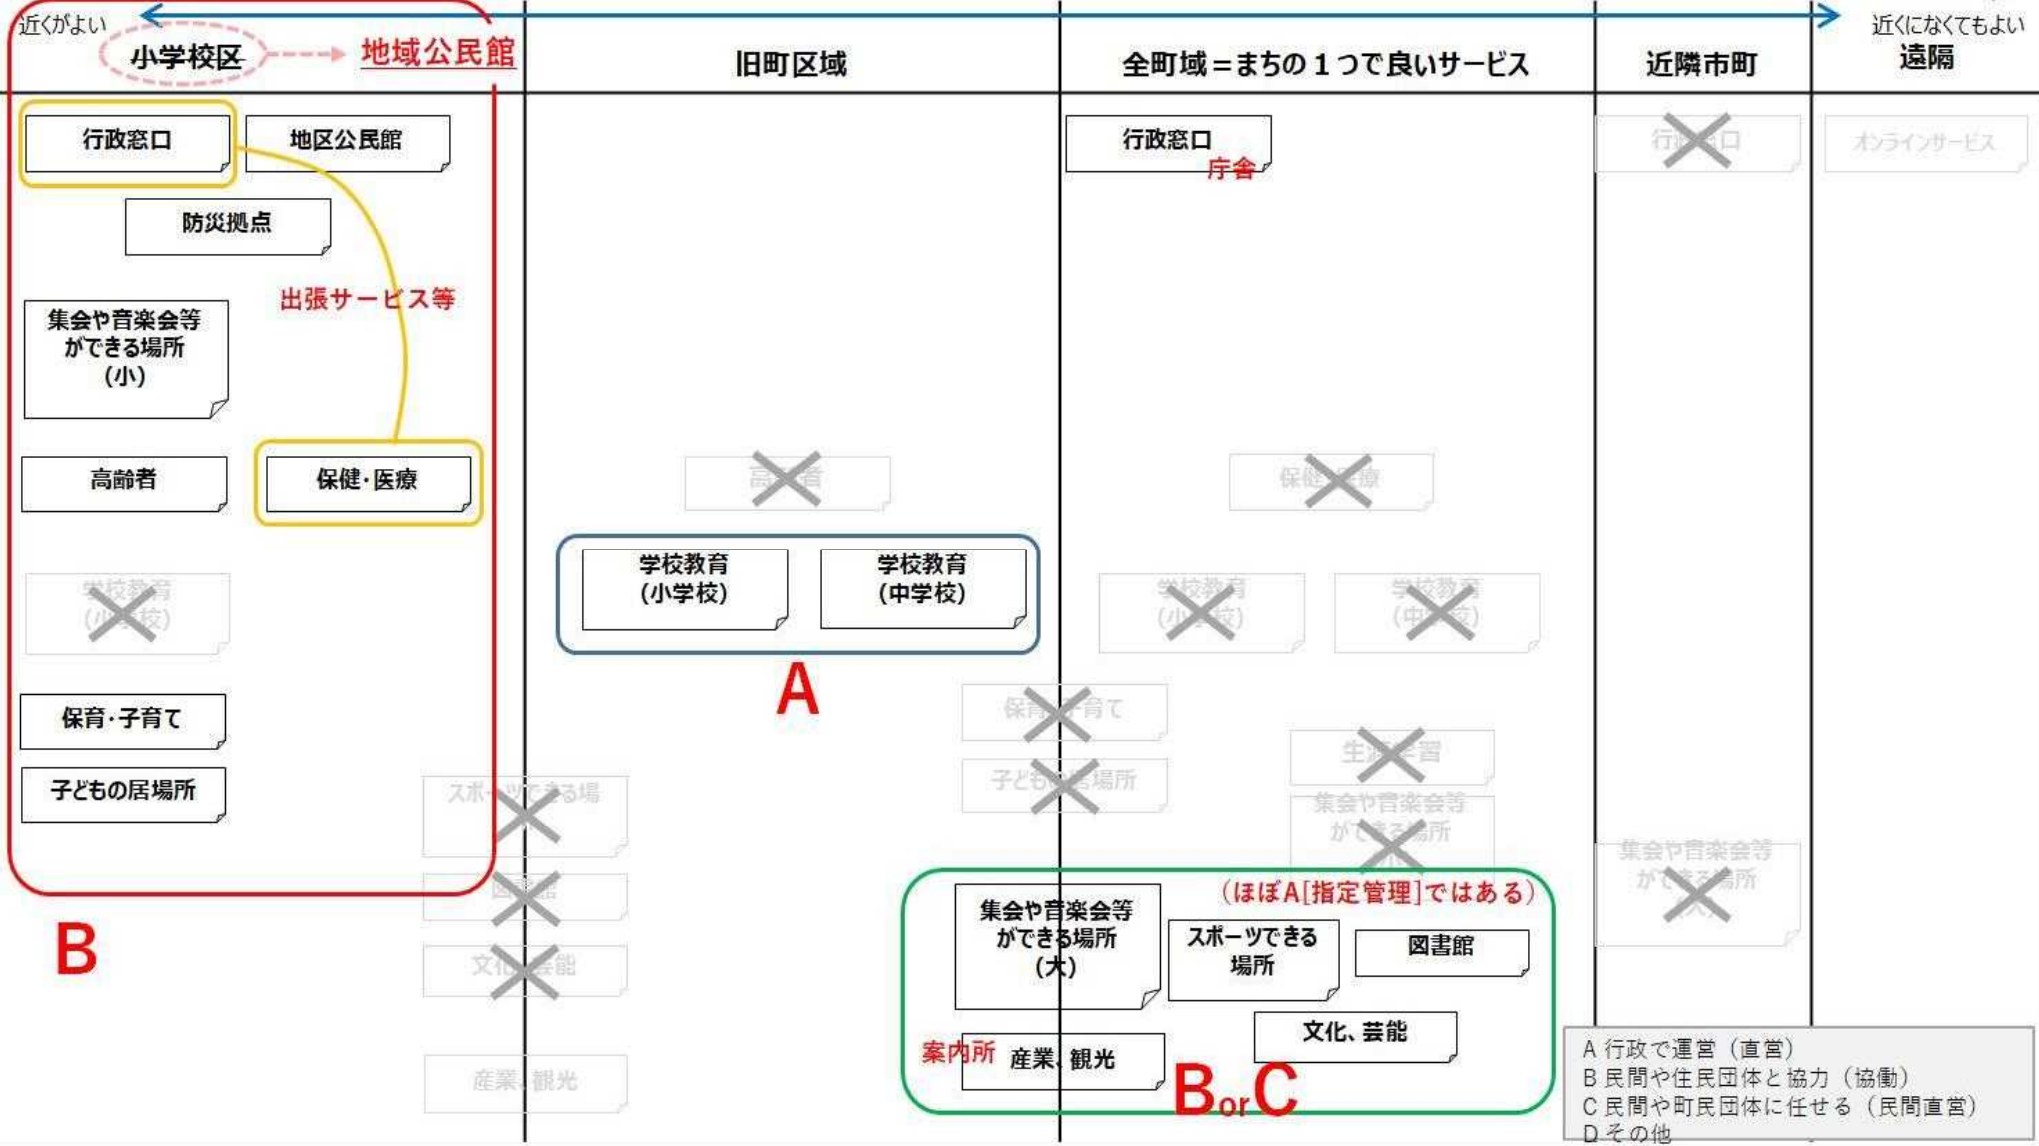 近くがよい
近くになくてもよい
小学校区
地域公民館
旧町区域
全町域=まちの1つで良いサービス
近隣市町
遠隔
行政窓口
地区公民館
行政窓口
庁舎
オンラインサービス
防災拠点
出張サービス等
集会や音楽会等
ができる場所
(小)
高齢者
保健・医療
学校教育
(小学校)
学校教育
(中学校)
A
保育・子育て
子どもの居場所
B
(ほぼA[指定管理]ではある)
集会や音楽会等
ができる場所
(大)
スポーツできる
場所
図書館
文化、芸能
案内所
産業、観光
BorC
産業、観光
A 行政で運営(直営)
B 民間や住民団体と協力(協働)
C 民間や町民団体に任せる(民間直営)
D その他